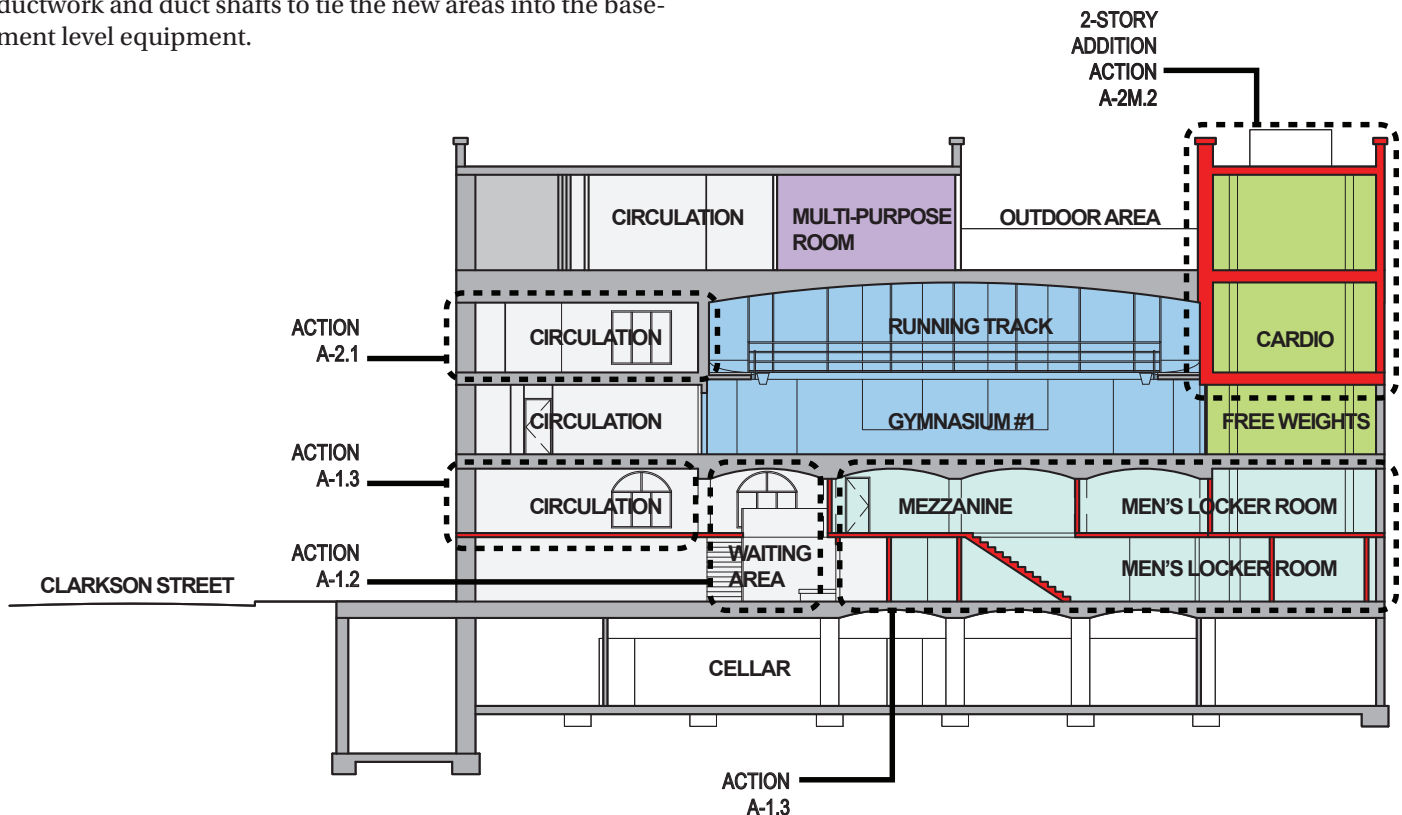 ductwork and duct shafts to tie the new areas into the base-
ment level equipment.
2-STORY
ADDITION
ACTION
A-2M.2
CIRCULATION
MULTI-PURPOSE
ROOM
OUTDOOR AREA
ACTION
A-2.1
CIRCULATION
RUNNING TRACK
CARDIO
CIRCULATION
GYMNASIUM #1
FREE WEIGHTS
ACTION
A-1.3
CIRCULATION
MEZZANINE
MEN'S LOCKER ROOM
ACTION
A-1.2
WAITING
AREA
MEN'S LOCKER ROOM
CLARKSON STREET
CELLAR
ACTION
A-1.3